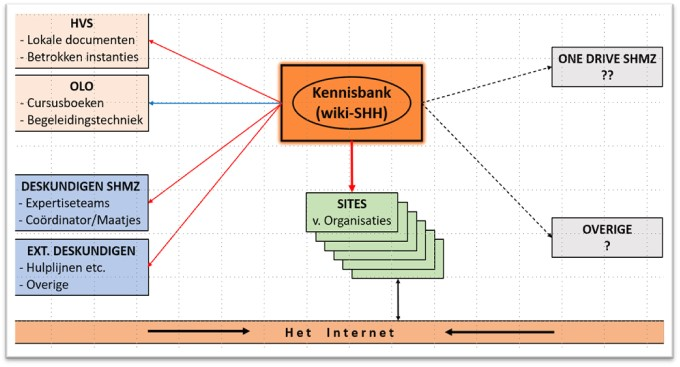 HVS
- Lokale documenten
- Betrokken instanties
OLO
- Cursusboeken
- Begeleidingstechniek
DESKUNDIGEN SHMZ
- Expertiseteams
- Coördinator/Maatjes
EXT. DESKUNDIGEN
- Hulplijnen etc.
- Overige
Kennisbank
(wiki-SHH)
SITES
v. Organisaties
ONE DRIVE SHMZ
??
OVERIGE
?
Het Internet